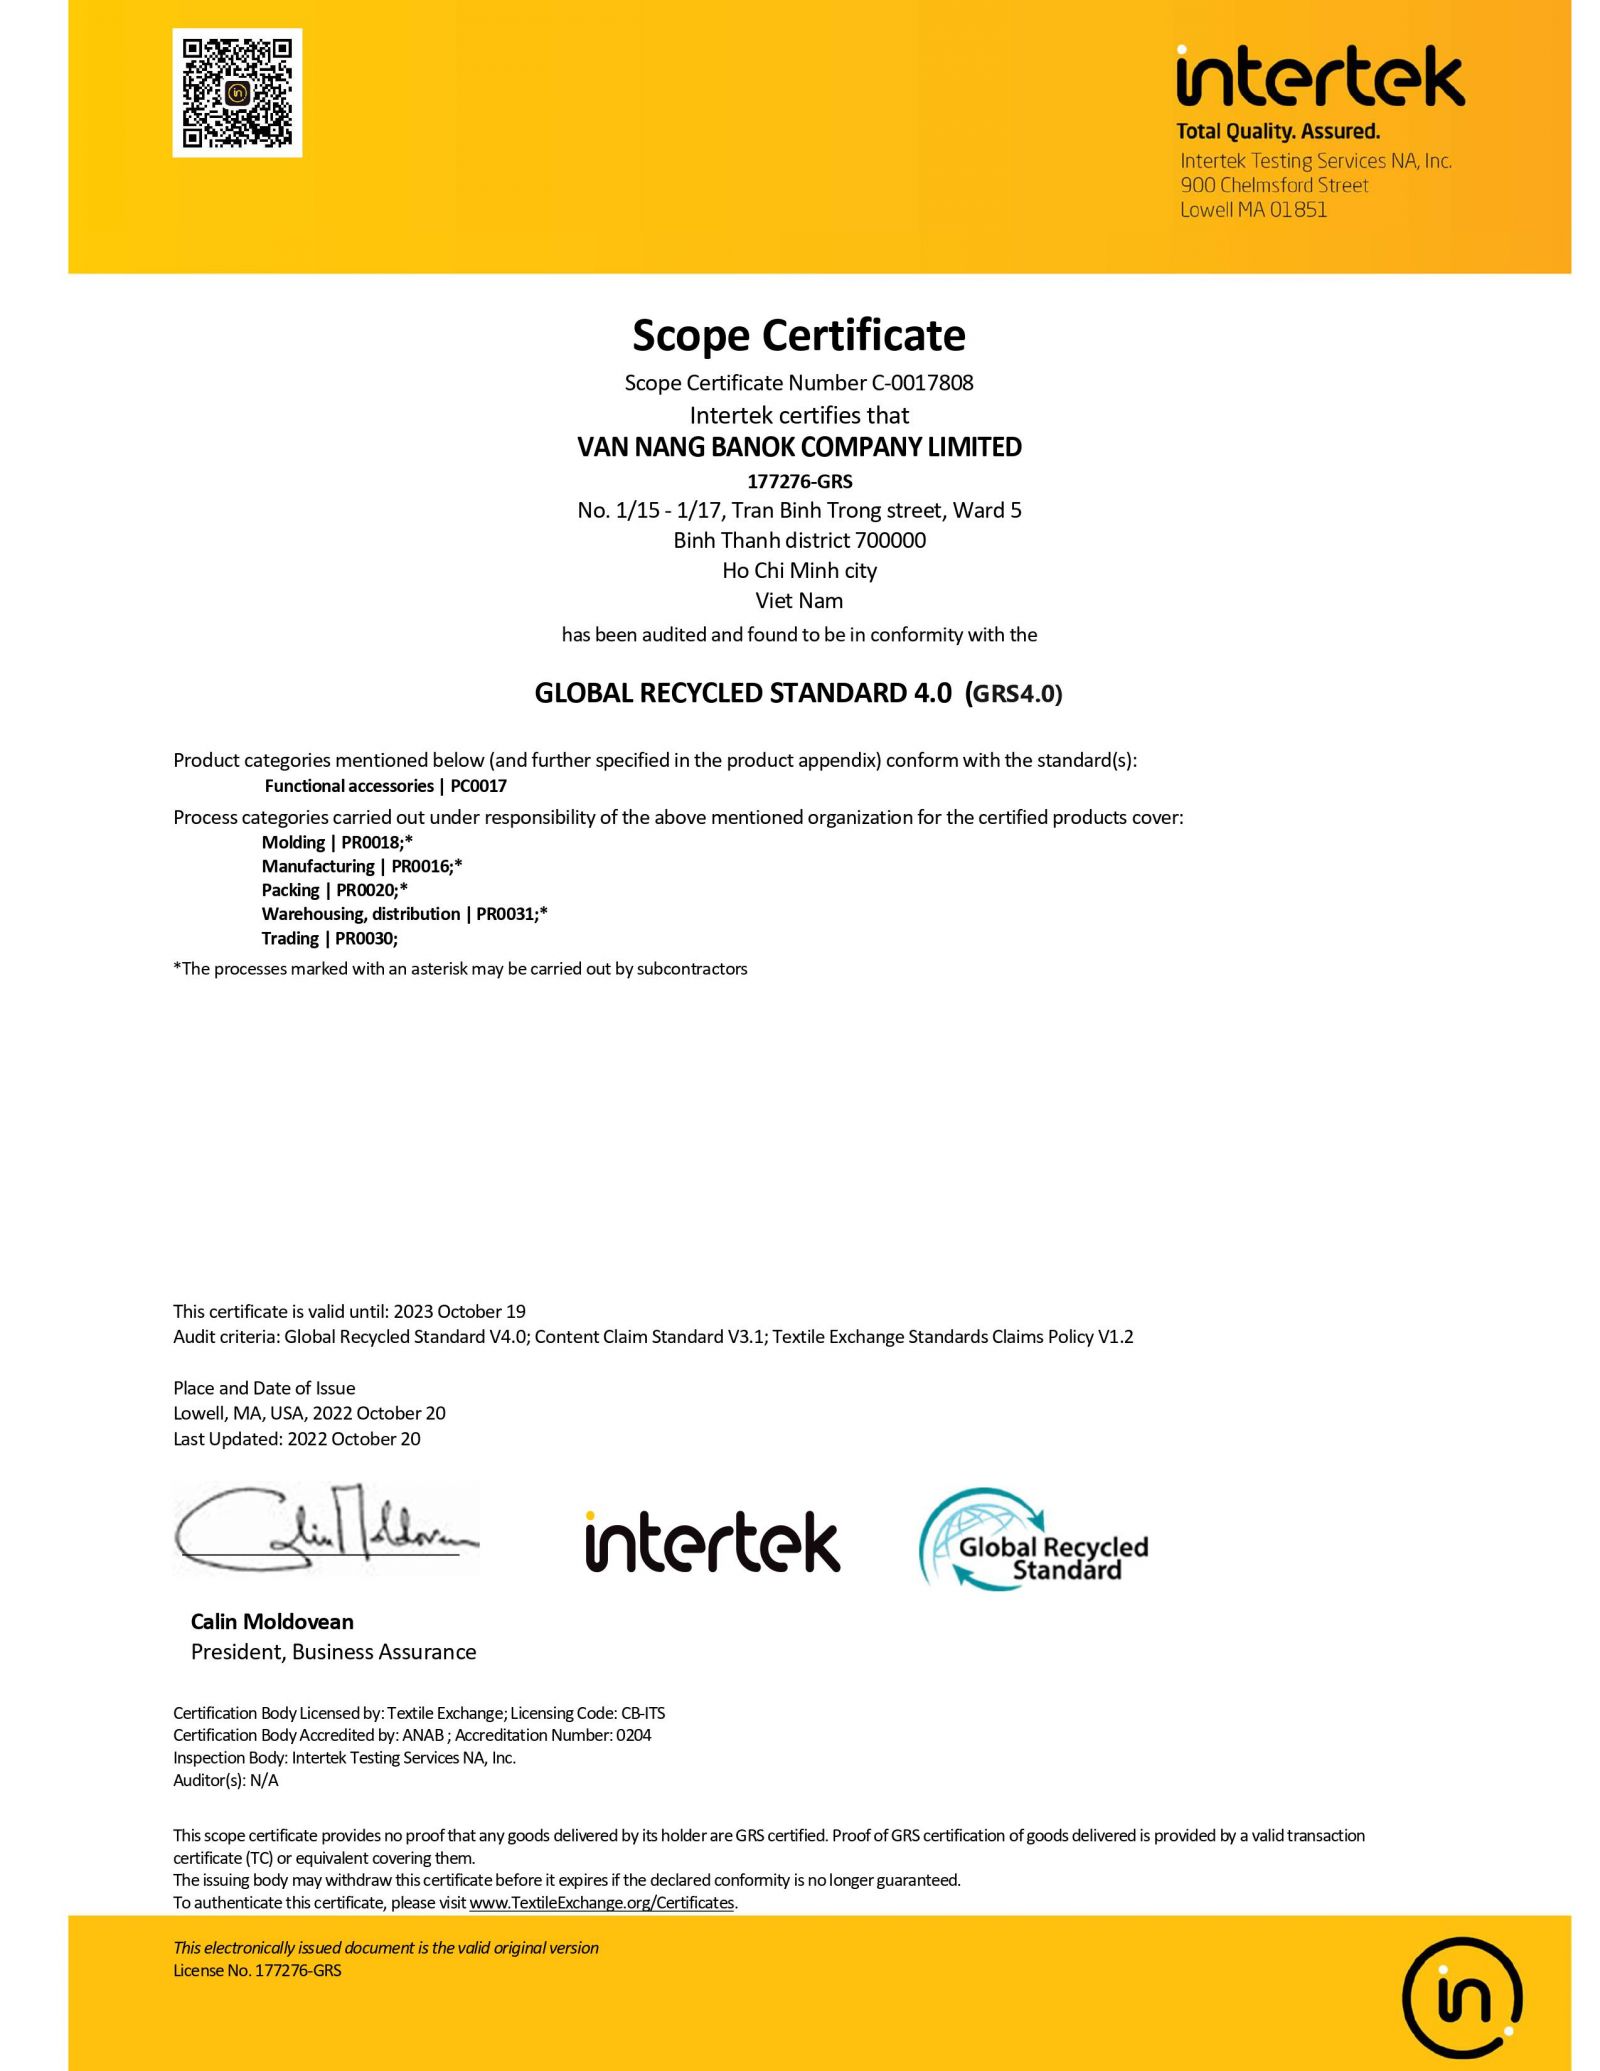 intertek
Total Quality. Assured.
Intertek Testing Services NA, Inc.
900 Chelmsford Street
Lowell MA 01851
Scope Certificate
Scope Certificate Number C-0017808
Intertek certifies that
VAN NANG BANOK COMPANY LIMITED
177276-GRS
No. 1/15 - 1/17, Tran Binh Trong street, Ward 5
Binh Thanh district 700000
Ho Chi Minh city
Viet Nam
has been audited and found to be in conformity with the
GLOBAL RECYCLED STANDARD 4.0 (GRS4.0)
Product categories mentioned below (and further specified in the product appendix) conform with the standard(s):
Functional accessories | PC0017
Process categories carried out under responsibility of the above mentioned organization for the certified products cover:
Molding | PR0018;*
Manufacturing | PR0016;*
Packing | PR0020;*
Warehousing, distribution | PR0031;*
Trading | PR0030;
*The processes marked with an asterisk may be carried out by subcontractors
This certificate is valid until: 2023 October 19
Audit criteria: Global Recycled Standard V4.0; Content Claim Standard V3.1; Textile Exchange Standards Claims Policy V1.2
Place and Date of Issue
Lowell, MA, USA, 2022 October 20
Last Updated: 2022 October 20
Calin Moldovean
intertek
Global Recycled
Standard
Calin Moldovean
President, Business Assurance
Certification Body Licensed by: Textile Exchange; Licensing Code: CB-ITS
Certification Body Accredited by: ANAB ; Accreditation Number: 0204
Inspection Body: Intertek Testing Services NA, Inc.
Auditor(s): N/A
This scope certificate provides no proof that any goods delivered by its holder are GRS certified. Proof of GRS certification of goods delivered is provided by a valid transaction
certificate (TC) or equivalent covering them.
The issuing body may withdraw this certificate before it expires if the declared conformity is no longer guaranteed.
To authenticate this certificate, please visit www.TextileExchange.org/Certificates.
This electronically issued document is the valid original version
License No. 177276-GRS
in